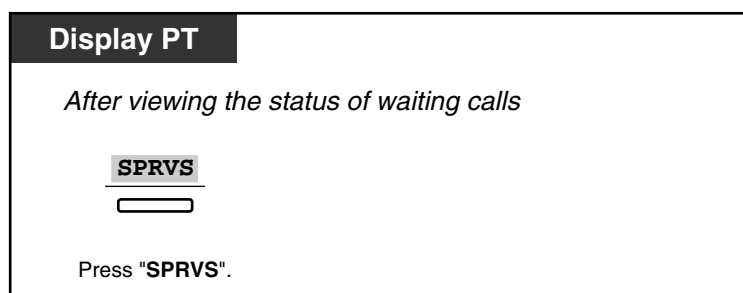 Display PT
After viewing the status of waiting calls
SPRVS
Press "SPRVS".